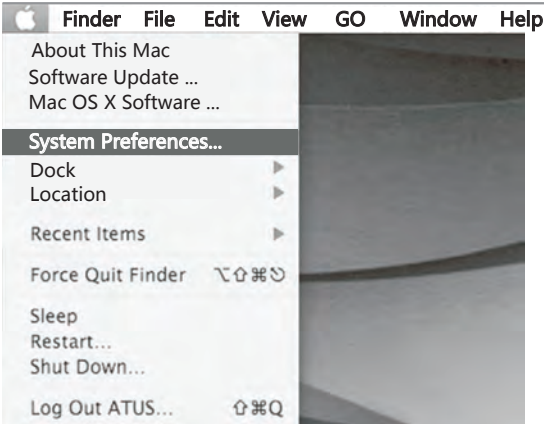 Finder File Edit View GO Window Help
About This Mac
Software Update ...
Mac OS X Software ...
System Preferences...
Dock
Location
Recent Items
Force Quit Finder ⌥⇧⌘⎋
Sleep
Restart...
Shut Down...
Log Out ATUS... ⇧⌘Q